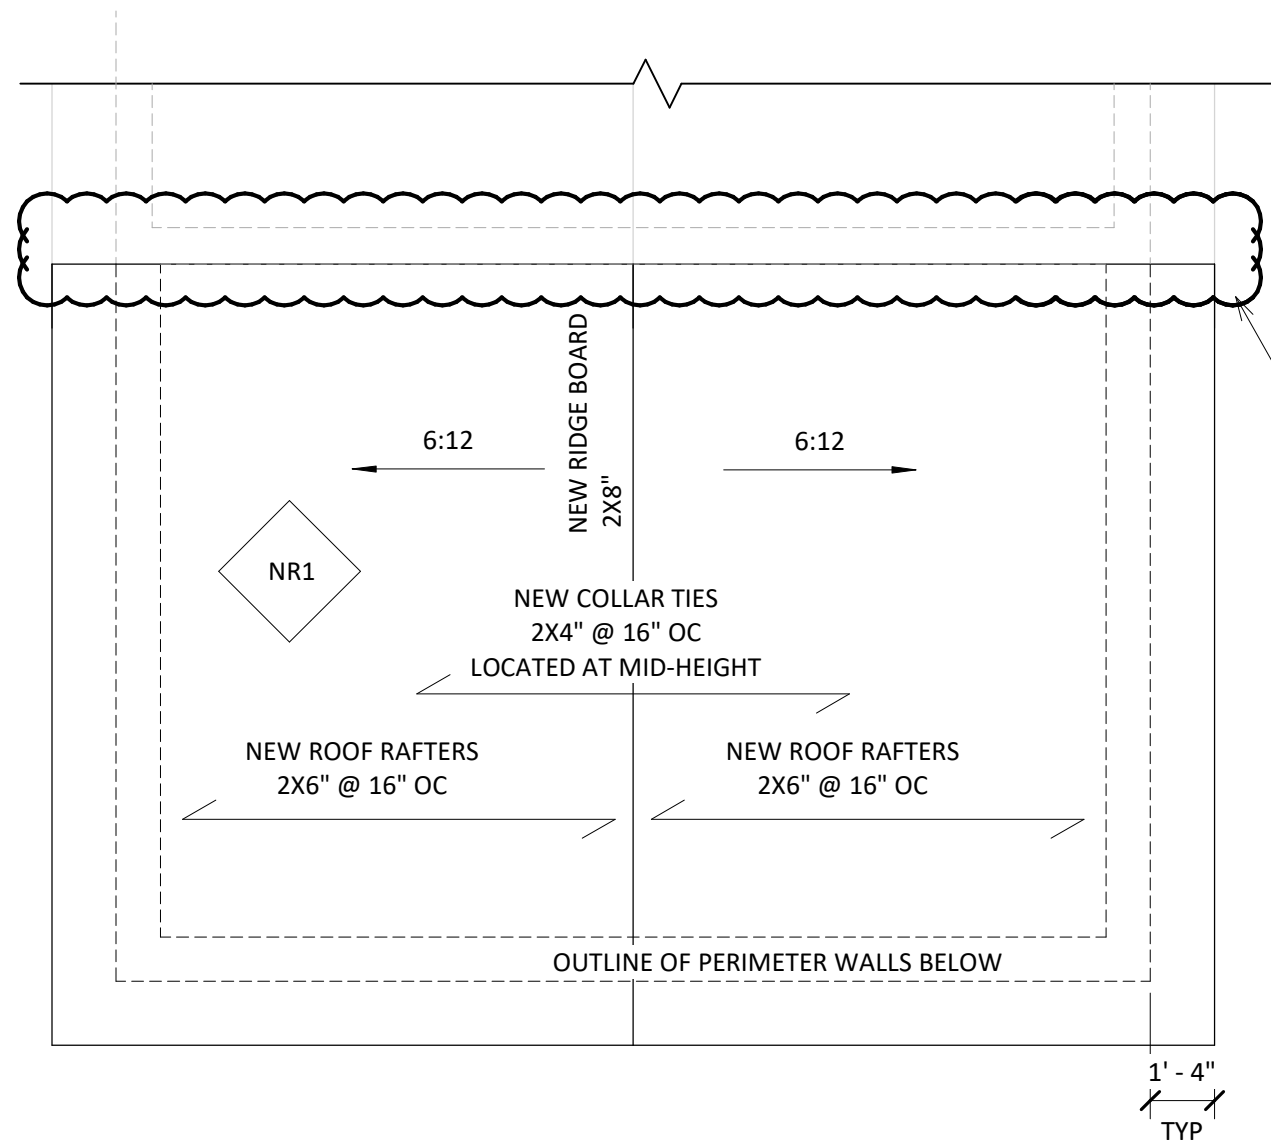 NEW RIDGE BOARD
2X8"
6:12
6:12
NR1
NEW COLLAR TIES
2X4" @ 16" OC
LOCATED AT MID-HEIGHT
NEW ROOF RAFTERS
2X6" @ 16" OC
NEW ROOF RAFTERS
2X6" @ 16" OC
OUTLINE OF PERIMETER WALLS BELOW
1' - 4"
TYP